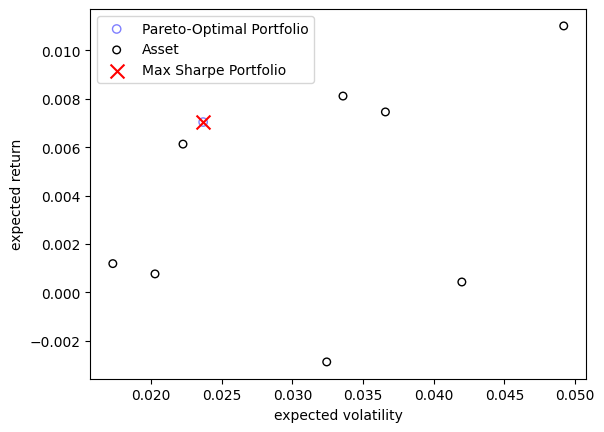 Pareto-Optimal Portfolio
Asset
Max Sharpe Portfolio
expected return
0.010
0.008
0.006
0.004
0.002
0.000
−0.002
0.020 0.025 0.030 0.035 0.040 0.045 0.050
expected volatility